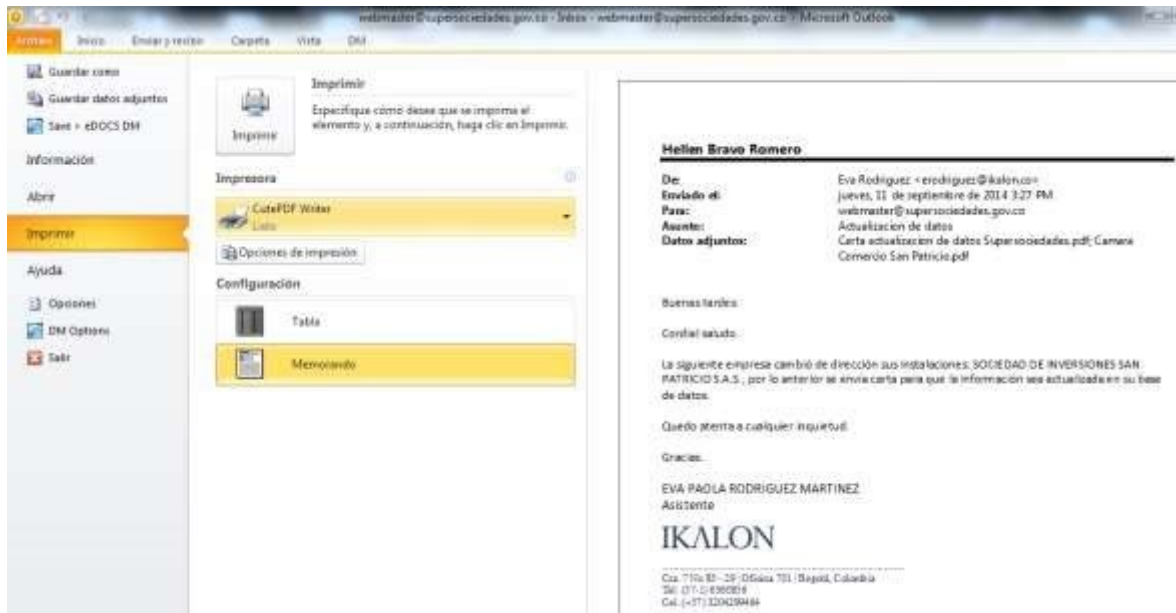 webmaster@supersociedades.gov.co - Inbox - webmaster@supersociedades.gov.co - Microsoft Outlook
Archivo Inicio Enviar y recibir Carpeta Vista DM
Guardar como
Guardar datos adjuntos
Save > eDOCS DM
Información
Abrir
Imprimir
Ayuda
Opciones
DM Options
Salir
Imprimir
Imprimir
Especifique cómo desea que se imprima el
elemento y, a continuación, haga clic en Imprimir.
Impresora
CutePDF Writer
Listo
Opciones de impresión
Configuración
Tabla
Memorando
Hellen Bravo Romero
De: Eva Rodriguez <erodriguez@ikalon.co>
Enviado el: jueves, 11 de septiembre de 2014 3:27 PM
Para: webmaster@supersociedades.gov.co
Asunto: Actualizacion de datos
Datos adjuntos: Carta actualizacion de datos Supersociedades.pdf; Camara
Comercio San Patricio.pdf
Buenas tardes
Cordial saludo.
La siguiente empresa cambió de dirección sus instalaciones: SOCIEDAD DE INVERSIONES SAN
PATRICIO S.A.S., por lo anterior se envia carta para que la información sea actualizada en su base
de datos.
Quedo atenta a cualquier inquietud.
Gracias.
EVA PAOLA RODRIGUEZ MARTINEZ
Asistente
IKALON
Oficina 701 | Bogotá, Colombia